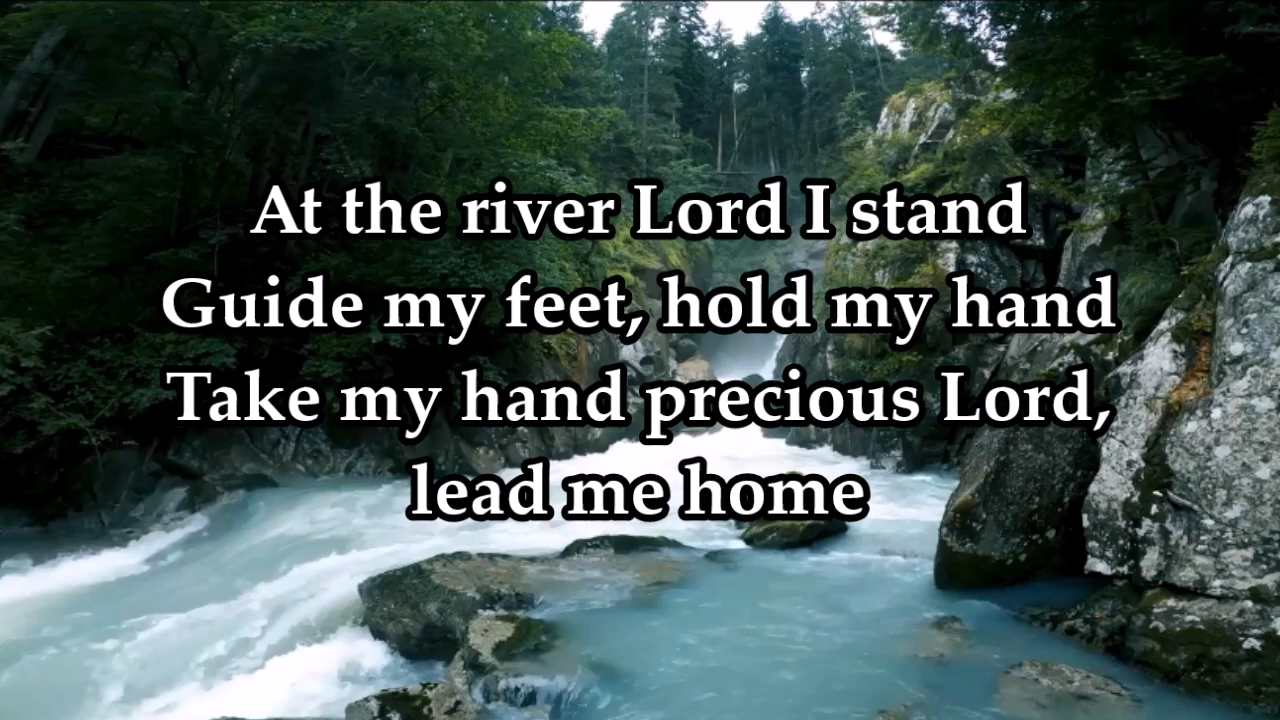 At the river Lord I stand
Guide my feet, hold my hand
Take my hand precious Lord,
lead me home